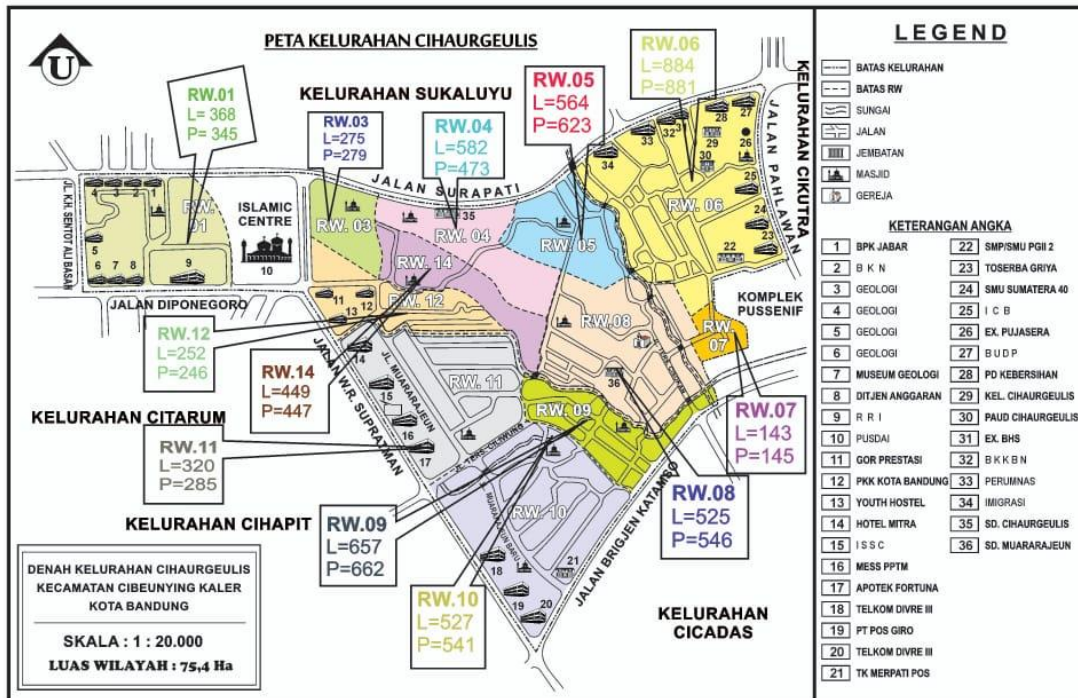 PETA KELURAHAN CIHAURGEULIS
U
RW.01
L= 368
P= 345
KELURAHAN SUKALUYU
RW.03
L=275
P=279
RW.04
L=582
P=473
RW.05
L=564
P=623
RW.06
L=884
P=881
KELURAHAN CIKUTRA
JALAN PAHLAWAN
JALAN SURAPATI
JL. K.H. SENTOT ALI BASAN
ISLAMIC
CENTRE
10
RW.
01
RW. 03
RW. 04
RW. 05
RW. 06
RW. 14
RW. 12
RW.08
RW.
07
RW. 11
RW. 09
RW. 10
KOMPLEK
PUSSENIF
JALAN DIPONEGORO
RW.12
L=252
P=246
RW.14
L=449
P=447
JALAN W.R. SUPRATMAN
JL. MUARARAJEUN
KELURAHAN CITARUM
RW.11
L=320
P=285
RW.07
L=143
P=145
KELURAHAN CIHAPIT
RW.09
L=657
P=662
RW.08
L=525
P=546
RW.10
L=527
P=541
JALAN BRIGJEN KATAMSO
KELURAHAN
CICADAS
DENAH KELURAHAN CIHAURGEULIS
KECAMATAN CIBEUNYING KALER
KOTA BANDUNG
SKALA : 1 : 20.000
LUAS WILAYAH : 75,4 Ha
LEGEND
BATAS KELURAHAN
BATAS RW
SUNGAI
JALAN
JEMBATAN
MASJID
GEREJA
KETERANGAN ANGKA
1 BPK JABAR
2 B K N
3 GEOLOGI
4 GEOLOGI
5 GEOLOGI
6 GEOLOGI
7 MUSEUM GEOLOGI
8 DITJEN ANGGARAN
9 R R I
10 PUSDAI
11 GOR PRESTASI
12 PKK KOTA BANDUNG
13 YOUTH HOSTEL
14 HOTEL MITRA
15 I S S C
16 MESS PPTM
17 APOTEK FORTUNA
18 TELKOM DIVRE III
19 PT POS GIRO
20 TELKOM DIVRE III
21 TK MERPATI POS
22 SMP/SMU PGII 2
23 TOSERBA GRIYA
24 SMU SUMATERA 40
25 I C B
26 EX. PUJASERA
27 B U D P
28 PD KEBERSIHAN
29 KEL. CIHAURGEULIS
30 PAUD CIHAURGEULIS
31 EX. BHS
32 B K K B N
33 PERUMNAS
34 IMIGRASI
35 SD. CIHAURGEULIS
36 SD. MUARARAJEUN